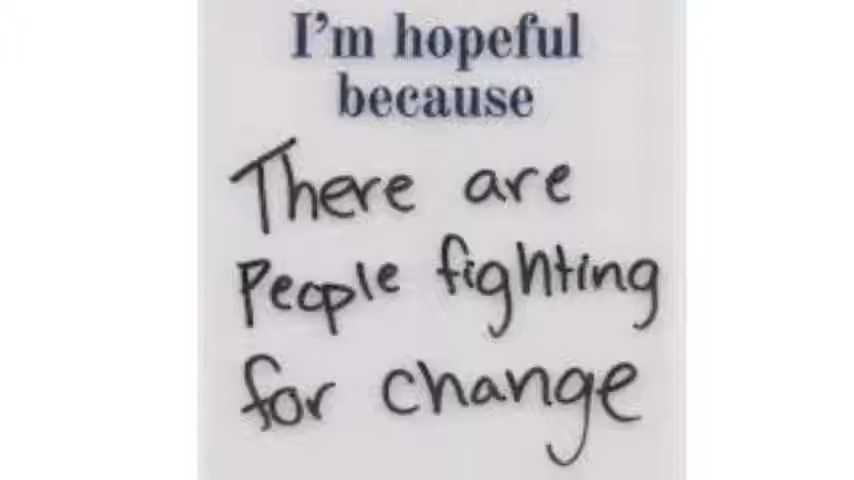 I'm hopeful
because
There are
People fighting
for change